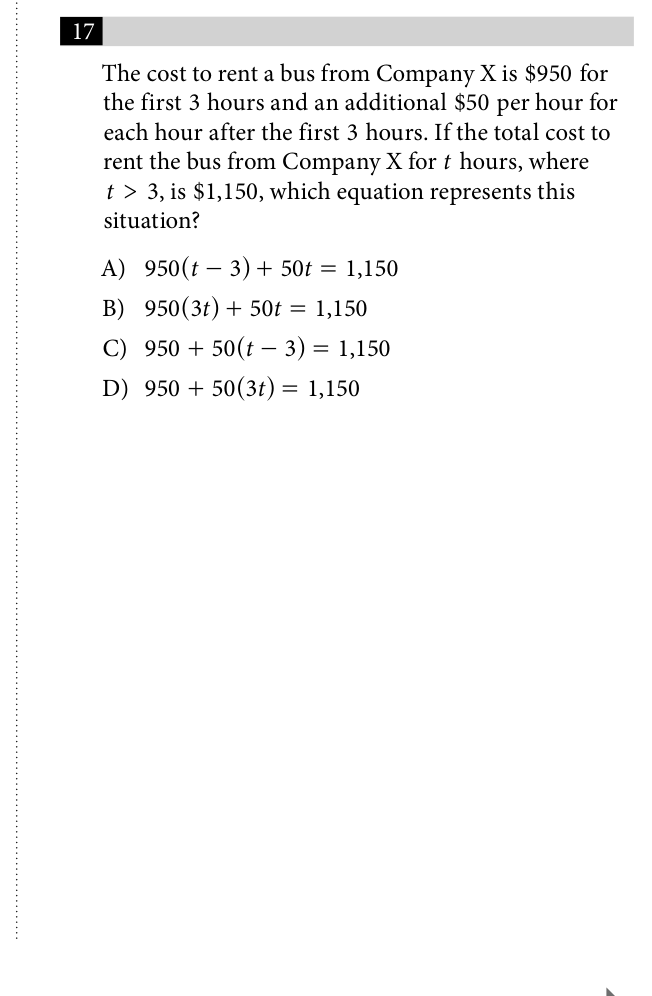 17
The cost to rent a bus from Company X is $950 for
the first 3 hours and an additional $50 per hour for
each hour after the first 3 hours. If the total cost to
rent the bus from Company X for t hours, where
t > 3, is $1,150, which equation represents this
situation?
A) 950(t − 3) + 50t = 1,150
B) 950(3t) + 50t = 1,150
C) 950 + 50(t − 3) = 1,150
D) 950 + 50(3t) = 1,150